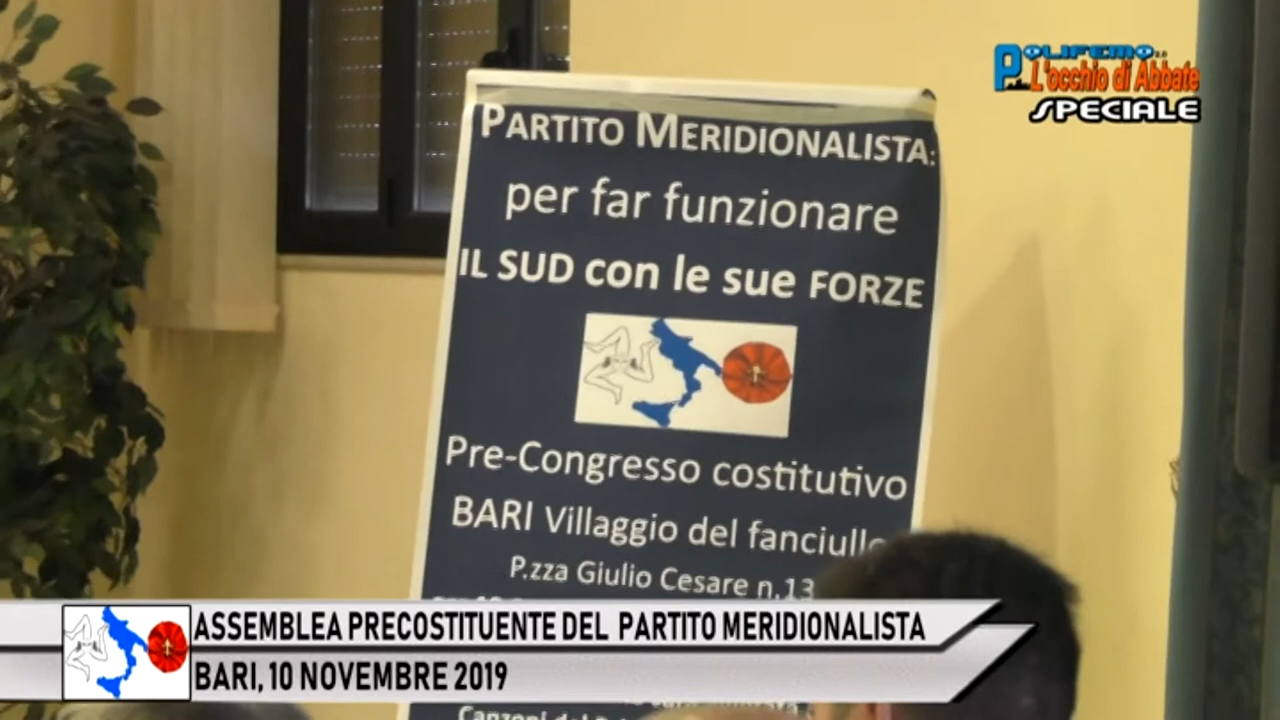 POLIFEMO
L'occhio di Abbate
SPECIALE
PARTITO MERIDIONALISTA:
per far funzionare
IL SUD con le sue FORZE
Pre-Congresso costitutivo
BARI Villaggio del fanciullo
P.zza Giulio Cesare n.13
ASSEMBLEA PRECOSTITUENTE DEL PARTITO MERIDIONALISTA
BARI, 10 NOVEMBRE 2019
Canzoni